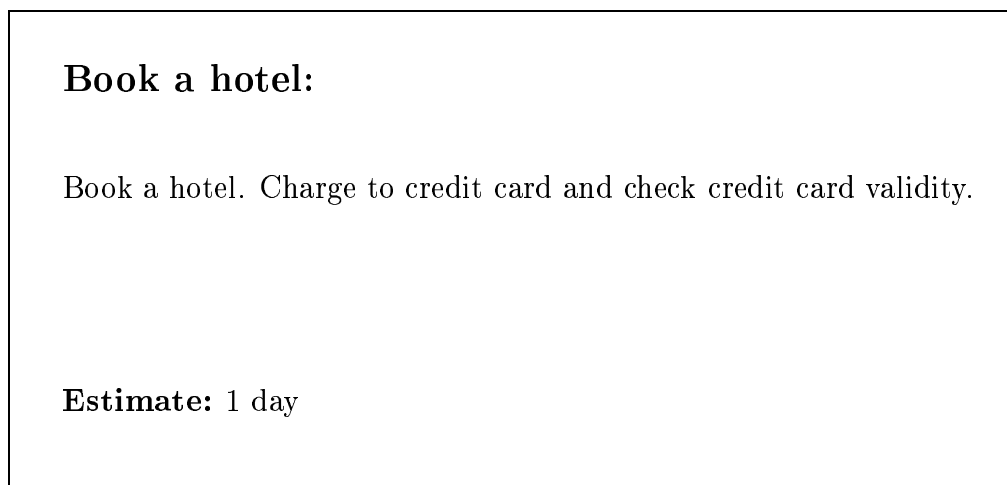 Book a hotel:
Book a hotel. Charge to credit card and check credit card validity.
Estimate: 1 day